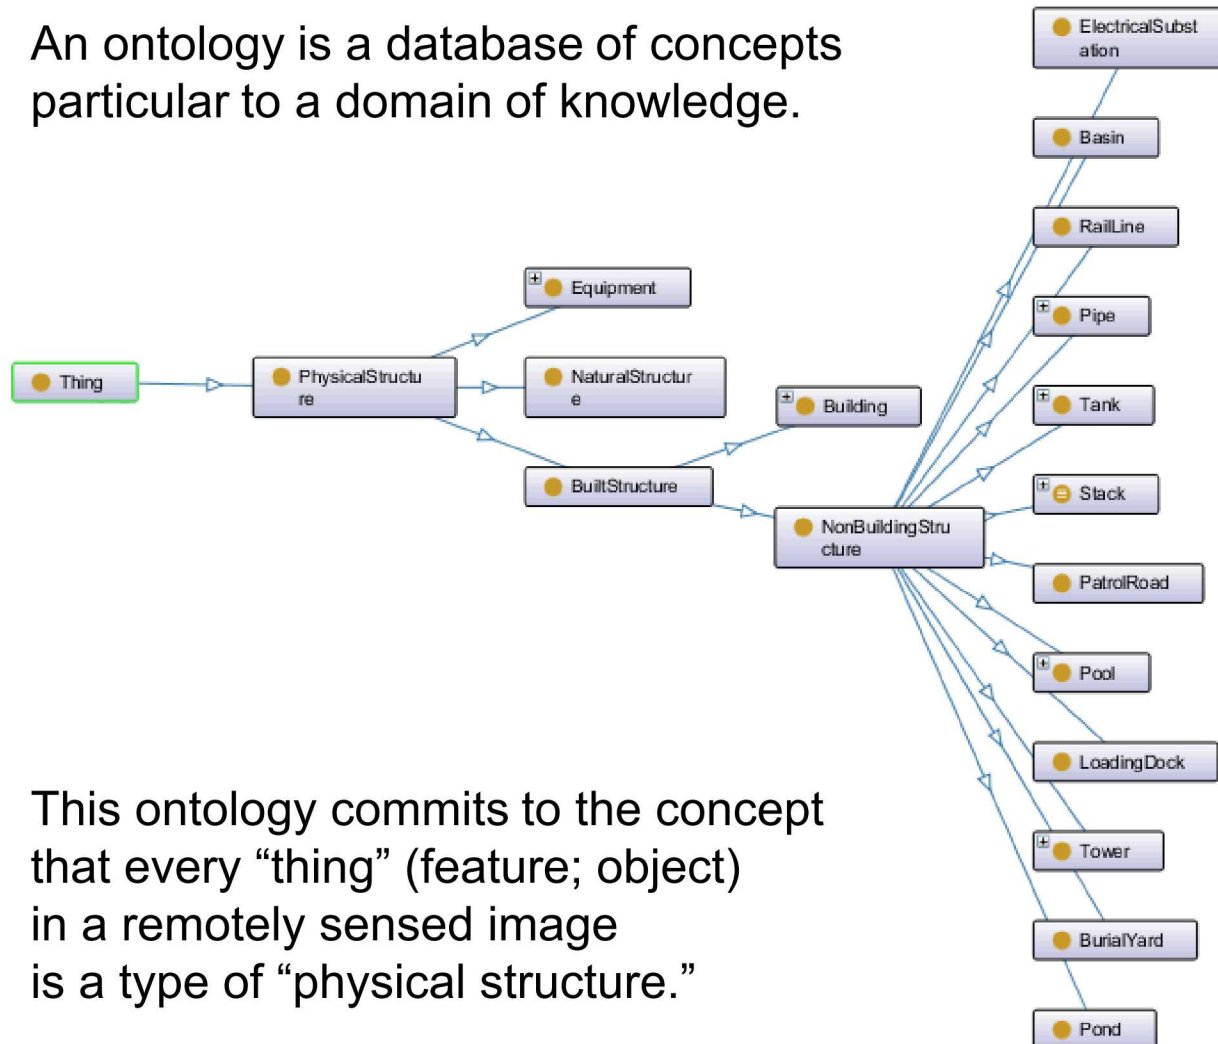 An ontology is a database of concepts
particular to a domain of knowledge.
ElectricalSubst
ation
Basin
RailLine
Equipment
Pipe
Thing
PhysicalStructu
re
NaturalStructur
e
Building
Tank
BuiltStructure
Stack
NonBuildingStru
cture
PatrolRoad
Pool
LoadingDock
This ontology commits to the concept
that every “thing” (feature; object)
in a remotely sensed image
is a type of “physical structure.”
Tower
BurialYard
Pond